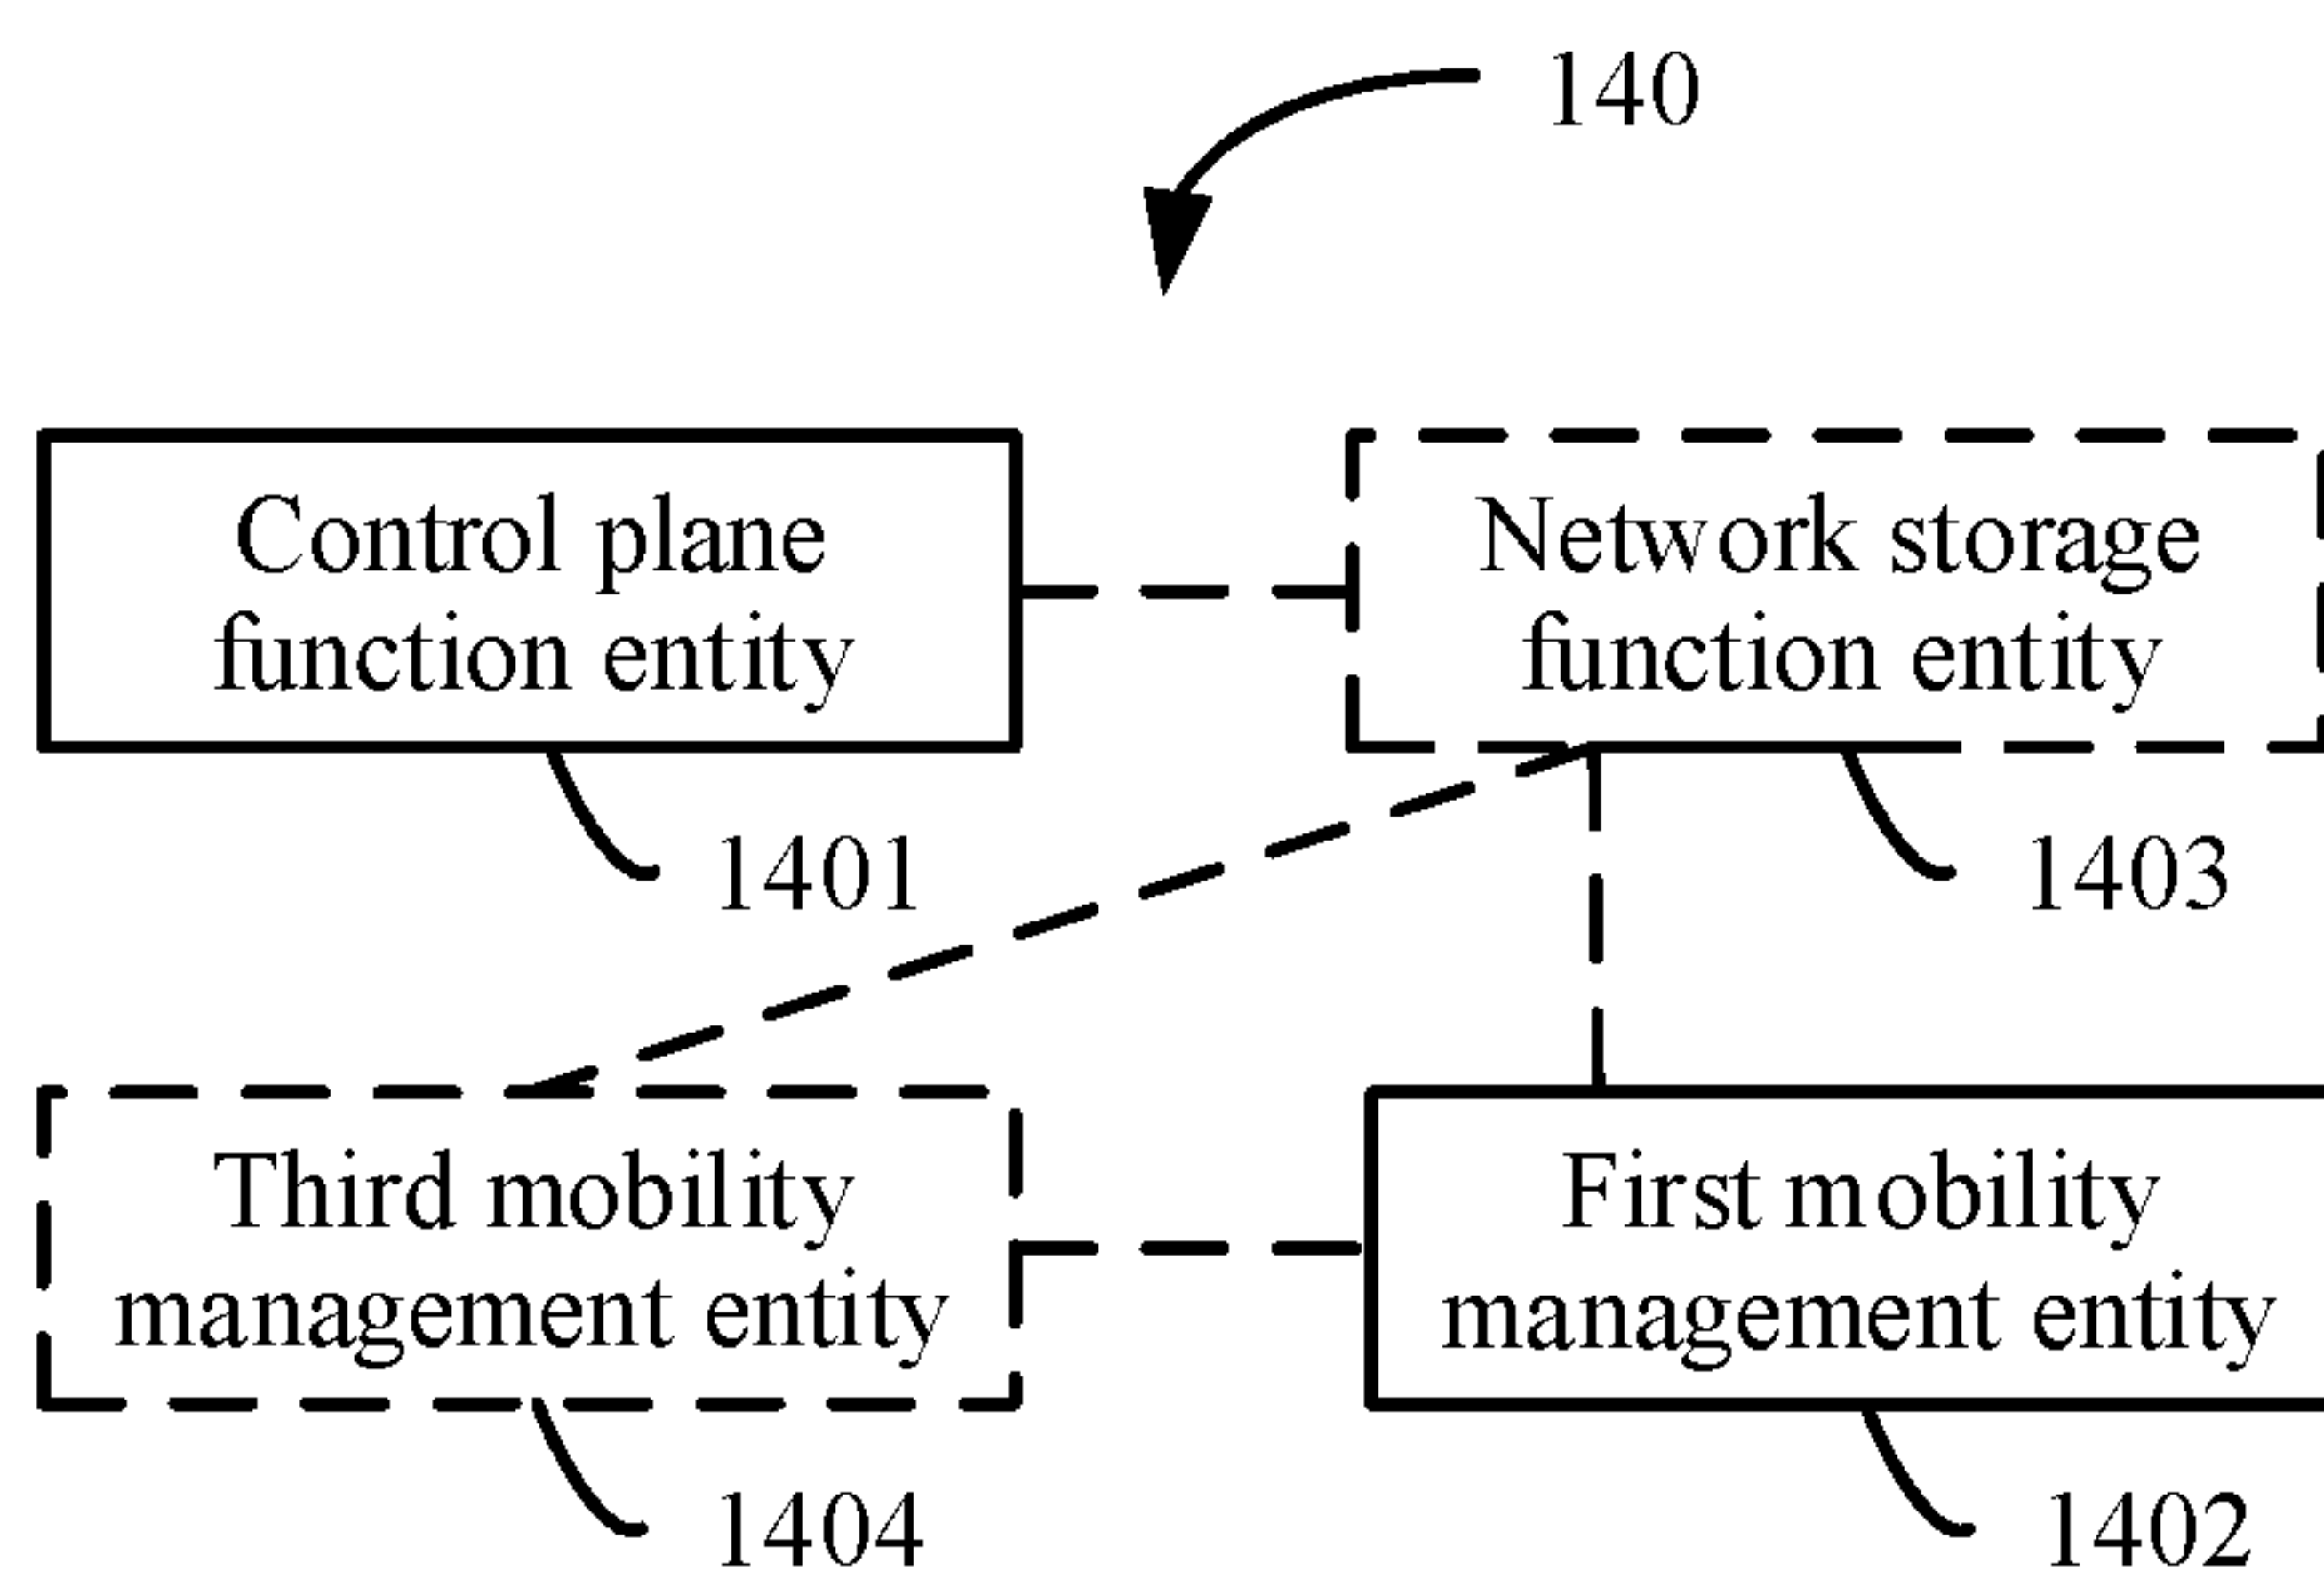 140
Control plane
function entity
Network storage
function entity
1401
1403
Third mobility
management entity
First mobility
management entity
1404
1402